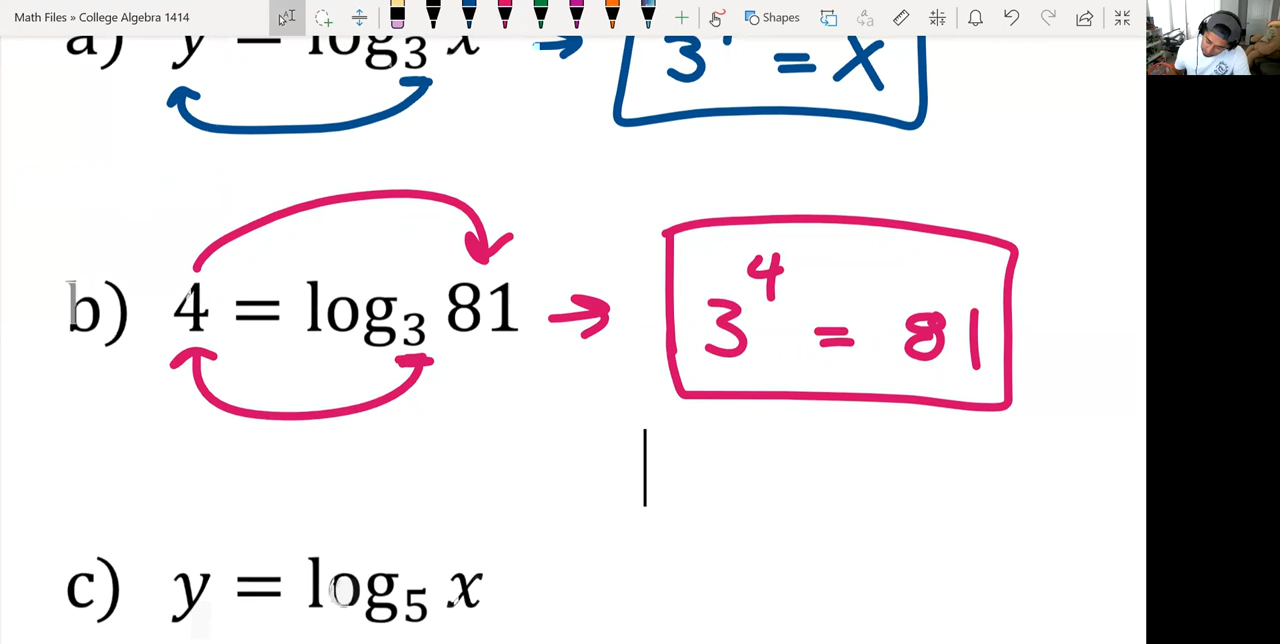 Math Files » College Algebra 1414
Shapes
a) y = log₃ x → 3 = x
b) 4 = log₃ 81 → 3⁴ = 81
c) y = log₅ x